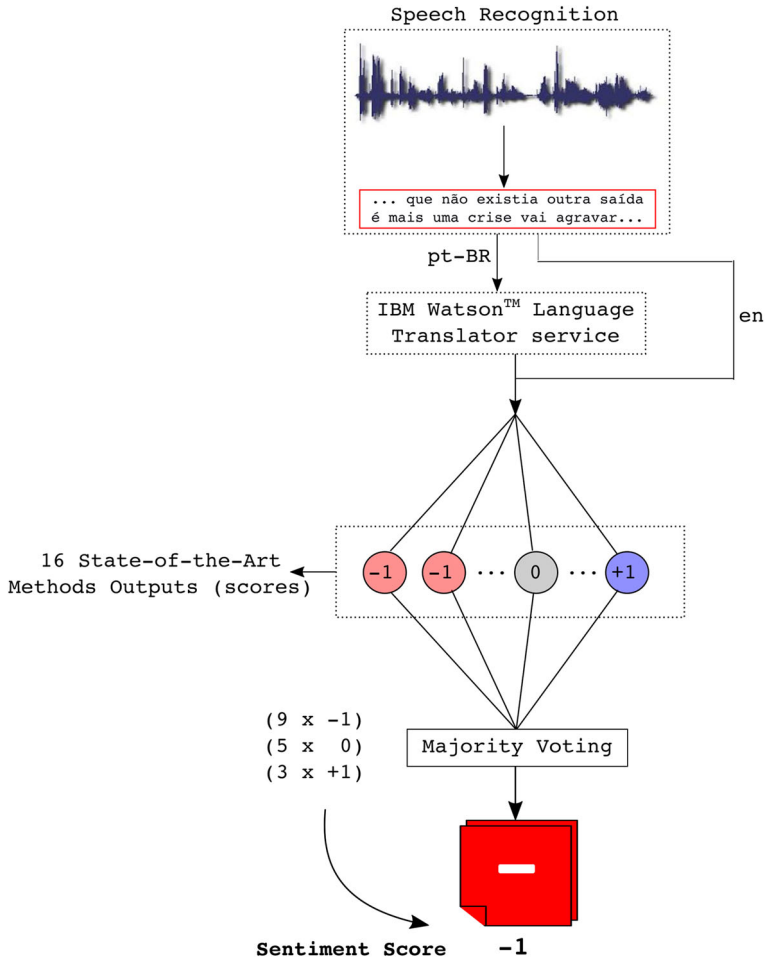 Speech Recognition
... que não existia outra saída
é mais uma crise vai agravar...
pt-BR
IBM Watson™ Language
Translator service
en
16 State-of-the-Art
Methods Outputs (scores)
-1 -1 ... 0 ... +1
(9 x -1)
(5 x 0)
(3 x +1)
Majority Voting
Sentiment Score -1